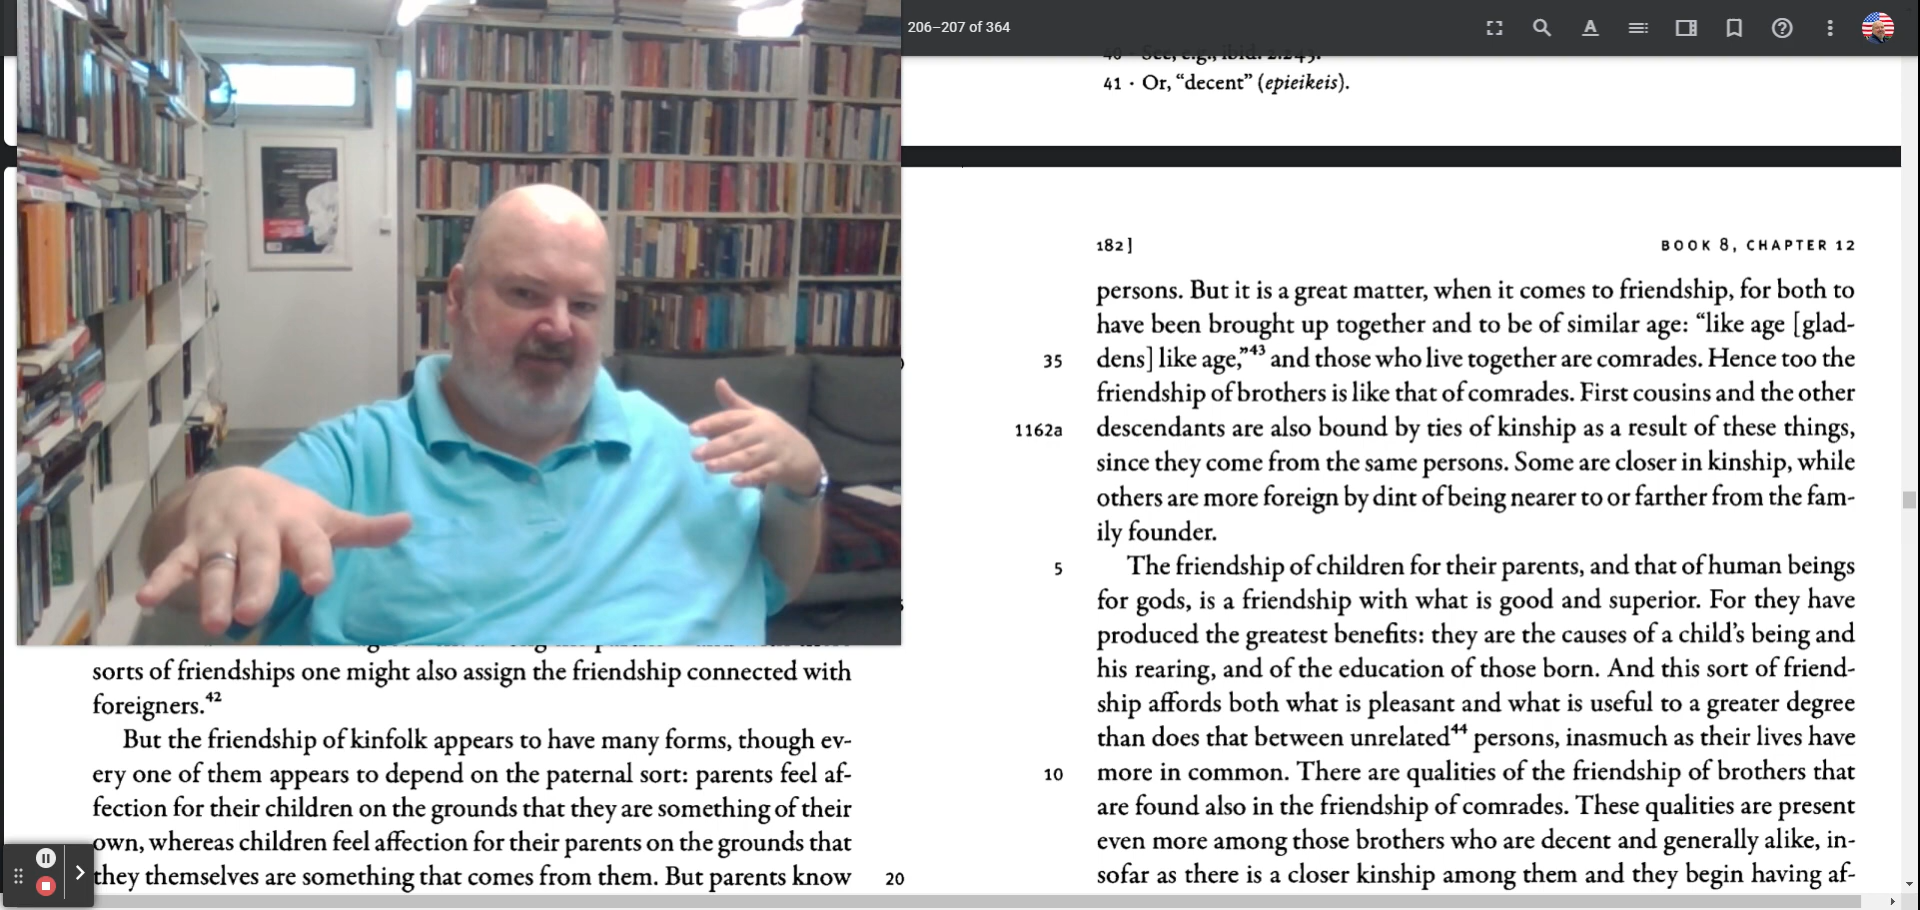 206–207 of 364
40 · See, e.g., ibid. 2.243.
41 · Or, “decent” (epieikeis).
sorts of friendships one might also assign the friendship connected with
foreigners.42
But the friendship of kinfolk appears to have many forms, though ev-
ery one of them appears to depend on the paternal sort: parents feel af-
fection for their children on the grounds that they are something of their
own, whereas children feel affection for their parents on the grounds that
they themselves are something that comes from them. But parents know
20
182]
BOOK 8, CHAPTER 12
persons. But it is a great matter, when it comes to friendship, for both to
have been brought up together and to be of similar age: “like age [glad-
35 dens] like age,”43 and those who live together are comrades. Hence too the
friendship of brothers is like that of comrades. First cousins and the other
1162a descendants are also bound by ties of kinship as a result of these things,
since they come from the same persons. Some are closer in kinship, while
others are more foreign by dint of being nearer to or farther from the fam-
ily founder.
5 The friendship of children for their parents, and that of human beings
for gods, is a friendship with what is good and superior. For they have
produced the greatest benefits: they are the causes of a child’s being and
his rearing, and of the education of those born. And this sort of friend-
ship affords both what is pleasant and what is useful to a greater degree
than does that between unrelated44 persons, inasmuch as their lives have
10 more in common. There are qualities of the friendship of brothers that
are found also in the friendship of comrades. These qualities are present
even more among those brothers who are decent and generally alike, in-
sofar as there is a closer kinship among them and they begin having af-